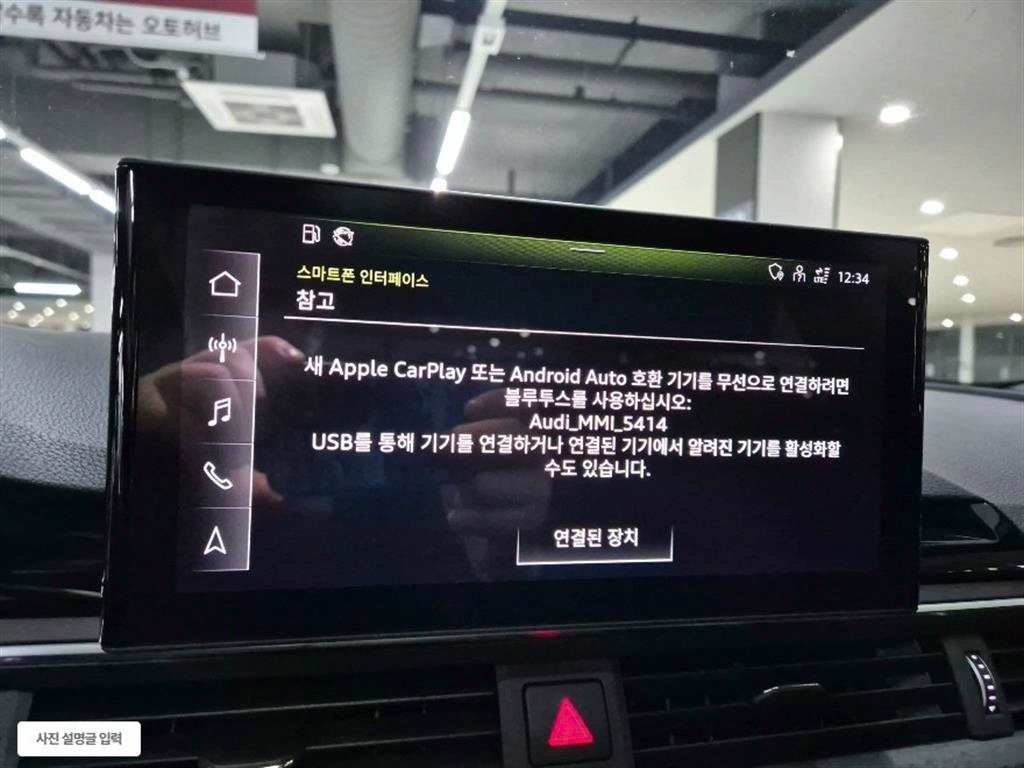 수록 자동차는 오토허브
12:34
스마트폰 인터페이스
참고
새 Apple CarPlay 또는 Android Auto 호환 기기를 무선으로 연결하려면
블루투스를 사용하십시오:
Audi_MMI_5414
USB를 통해 기기를 연결하거나 연결된 기기에서 알려진 기기를 활성화할
수도 있습니다.
연결된 장치
사진 설명글 입력